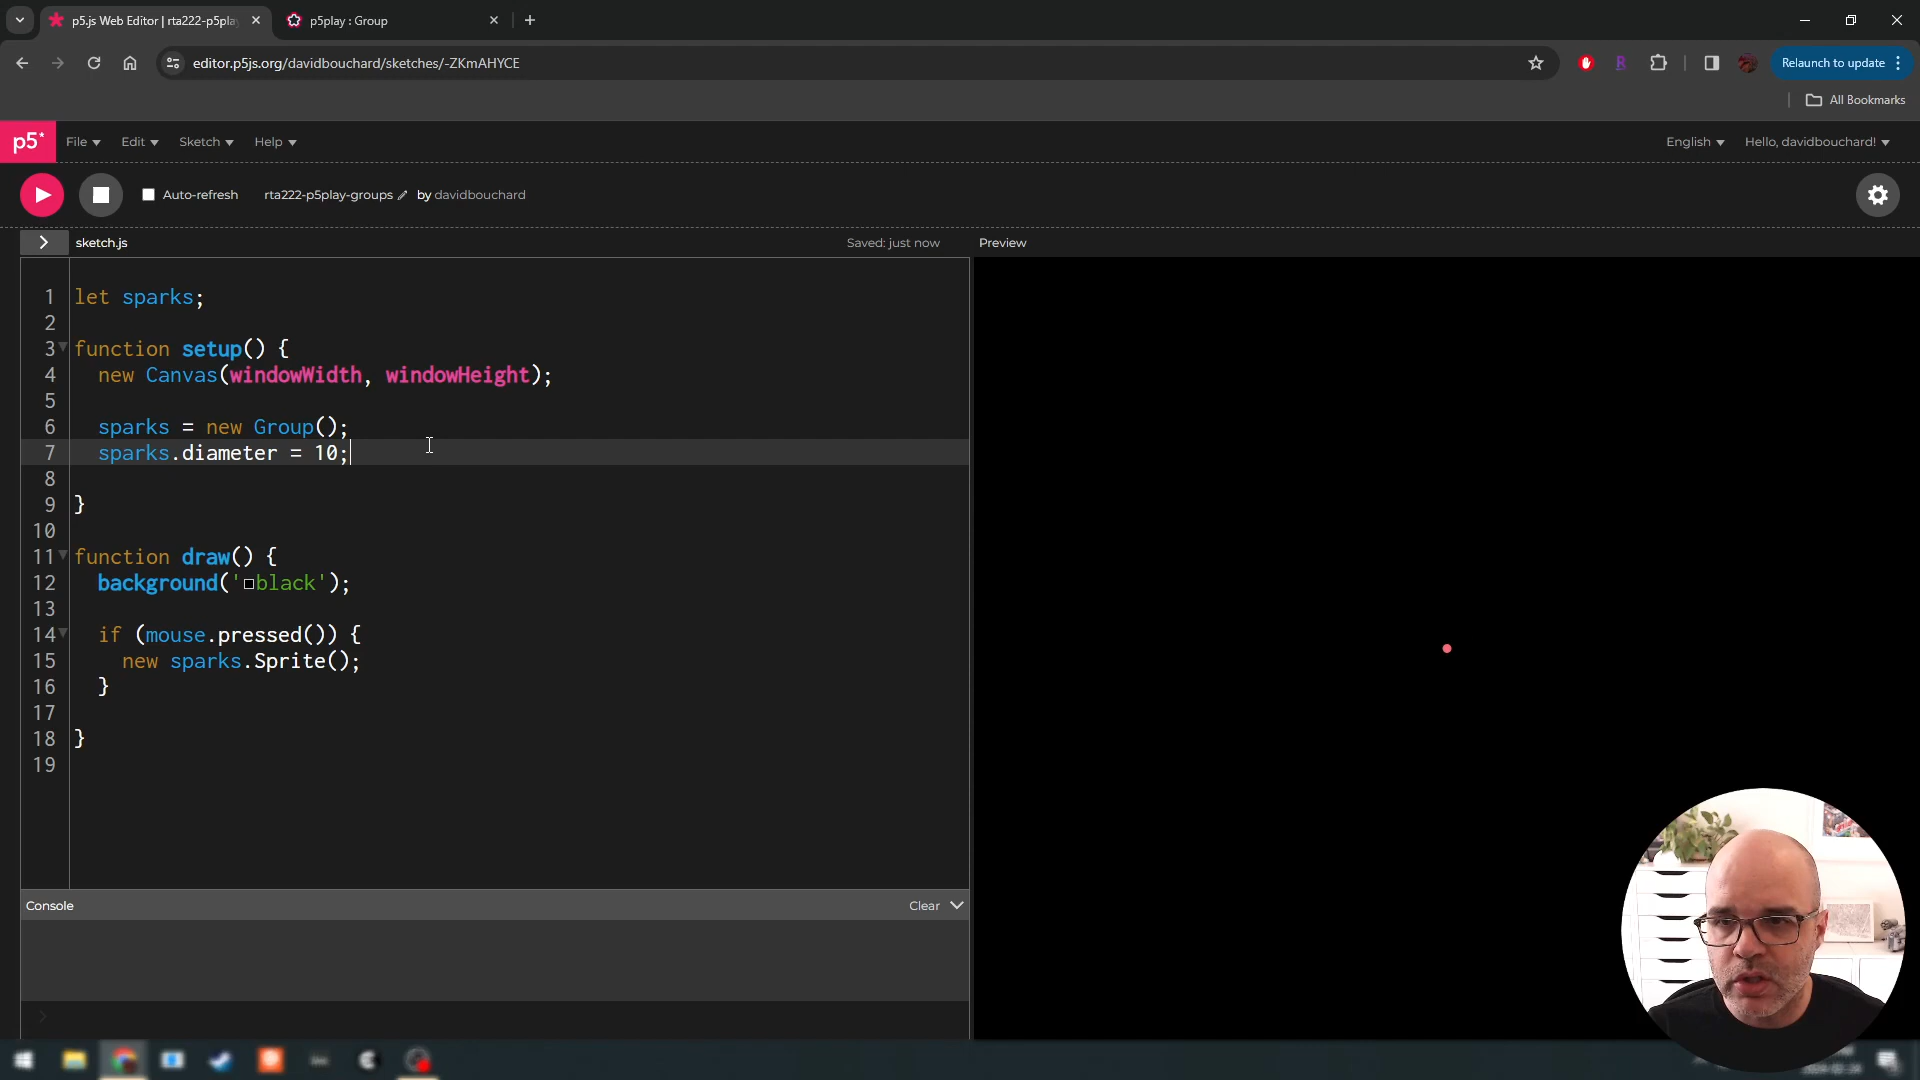 p5.js Web Editor | rta222-p5pla
p5play : Group
editor.p5js.org/davidbouchard/sketches/-ZKmAHYCE
Relaunch to update
All Bookmarks
p5*
File
Edit
Sketch
Help
English
Hello, davidbouchard!
Auto-refresh
rta222-p5play-groups
by davidbouchard
sketch.js
Saved: just now
Preview
1 let sparks;
2
3 function setup() {
4 new Canvas(windowWidth, windowHeight);
5
6 sparks = new Group();
7 sparks.diameter = 10;
8
9 }
10
11 function draw() {
12 background('black');
13
14 if (mouse.pressed()) {
15 new sparks.Sprite();
16 }
17
18 }
19
Console
Clear